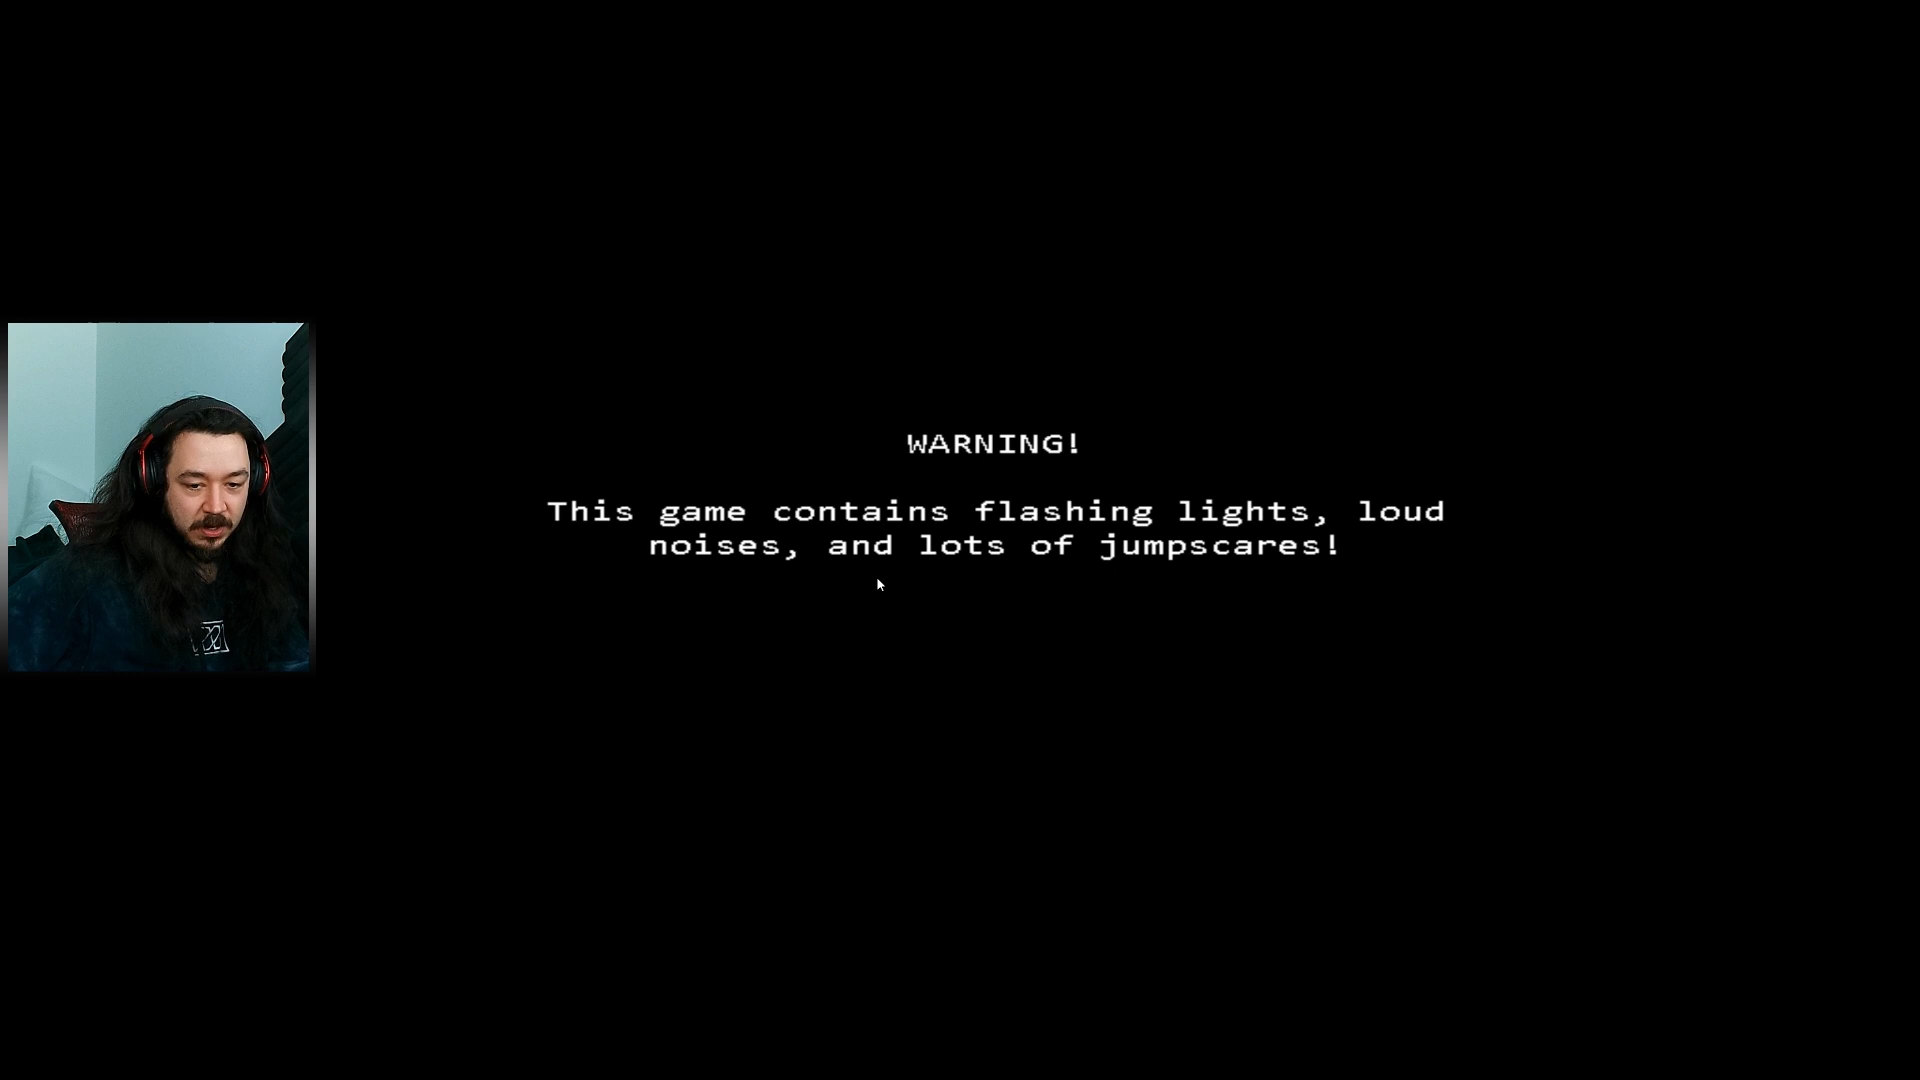 WARNING!
This game contains flashing lights, loud
noises, and lots of jumpscares!